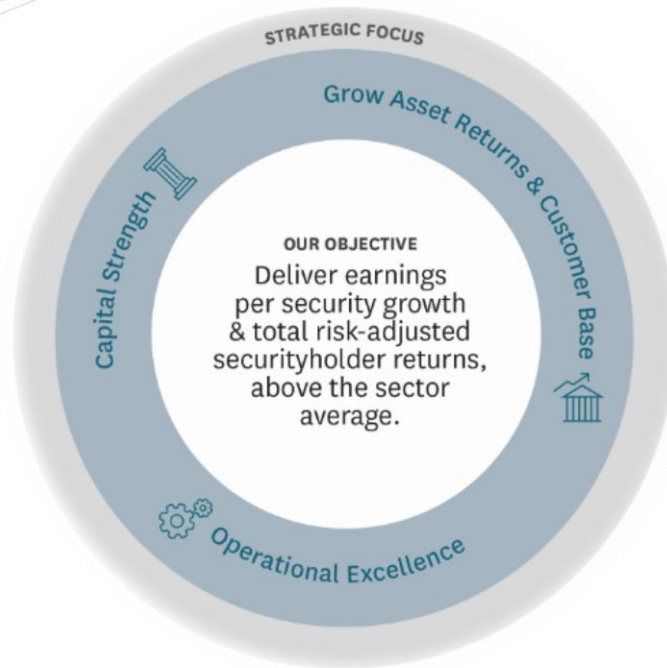 STRATEGIC FOCUS
Grow Asset Returns & Customer Base
Capital Strength
OUR OBJECTIVE
Deliver earnings
per security growth
& total risk-adjusted
securityholder returns,
above the sector
average.
Operational Excellence